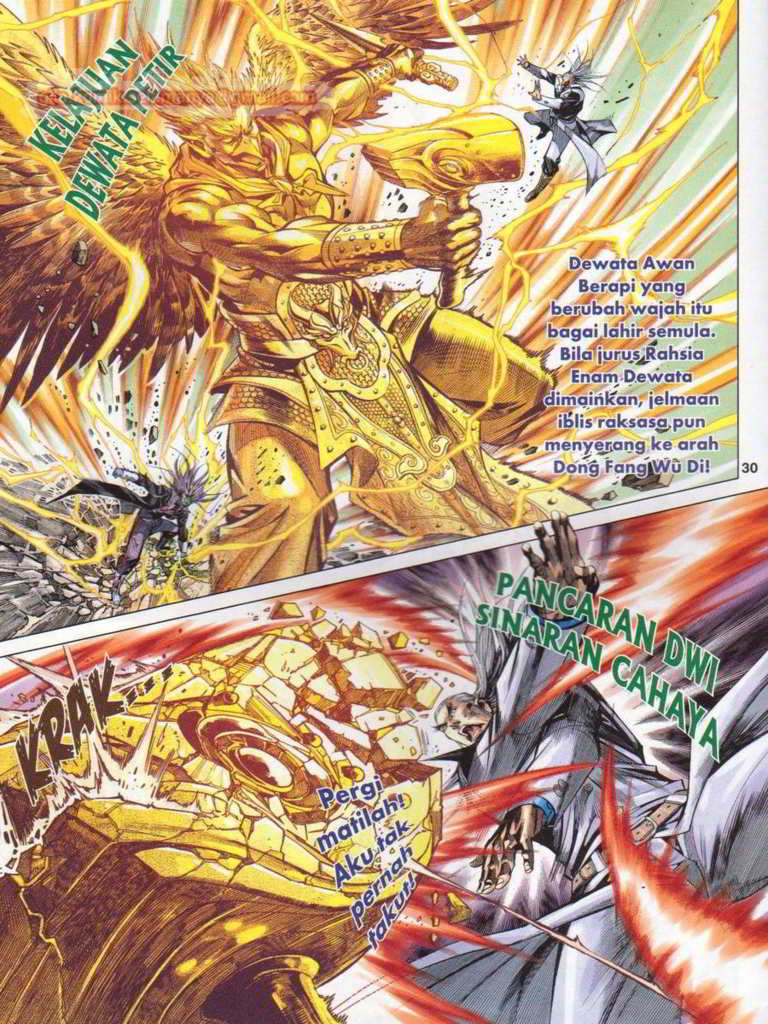 KELAJUAN
DEWATA PETIR
Dewata Awan
Berapi yang
berubah wajah itu
bagai lahir semula.
Bila jurus Rahsia
Enam Dewata
dimainkan, jelmaan
iblis raksasa pun
menyerang ke arah
Dong Fang Wu Di!
30
PANCARAN DWI
SINARAN CAHAYA
KRAK...
Pergi
matilah!
Aku tak
pernah
takut!